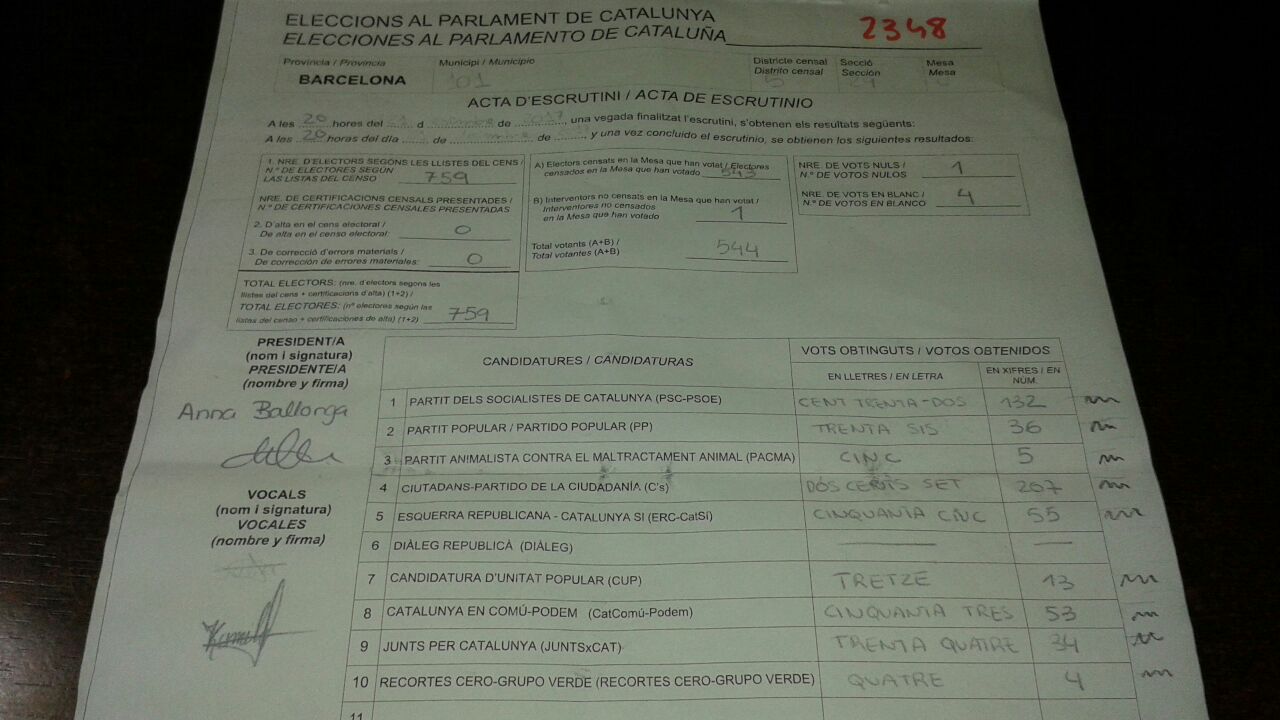 ELECCIONS AL PARLAMENT DE CATALUNYA
ELECCIONES AL PARLAMENTO DE CATALUÑA
2348
Província / Provincia
Municipi / Municipio
Districte censal
Distrito censal
Secció
Sección
Mesa
Mesa
BARCELONA
101
5
ACTA D'ESCRUTINI / ACTA DE ESCRUTINIO
A les 20 hores del d de , una vegada finalitzat l'escrutini, s'obtenen els resultats següents:
A las 20 horas del día de de , y una vez concluido el escrutinio, se obtienen los siguientes resultados:
1. NRE. D'ELECTORS SEGONS LES LLISTES DEL CENS /
N.º DE ELECTORES SEGÚN
LAS LISTAS DEL CENSO 759
NRE. DE CERTIFICACIONS CENSALS PRESENTADES /
N.º DE CERTIFICACIONES CENSALES PRESENTADAS
2. D'alta en el cens electoral /
De alta en el censo electoral: 0
3. De correcció d'errors materials /
De corrección de errores materiales: 0
TOTAL ELECTORS: (nre. d'electors segons les
llistes del cens + certificacions d'alta) (1+2) /
TOTAL ELECTORES: (nº electores según las
listas del censo + certificaciones de alta) (1+2) 759
A) Electors censats en la Mesa que han votat / Electores
censados en la Mesa que han votado 543
B) Interventors no censats en la Mesa que han votat /
Interventores no censados
en la Mesa que han votado 1
Total votants (A+B) /
Total votantes (A+B) 544
NRE. DE VOTS NULS /
N.º DE VOTOS NULOS 1
NRE. DE VOTS EN BLANC /
N.º DE VOTOS EN BLANCO 4
PRESIDENT/A
(nom i signatura)
PRESIDENTE/A
(nombre y firma)
Anna Ballonga
VOCALS
(nom i signatura)
VOCALES
(nombre y firma)
CANDIDATURES / CANDIDATURAS
VOTS OBTINGUTS / VOTOS OBTENIDOS
EN LLETRES / EN LETRA
EN XIFRES / EN
NÚM.
1 PARTIT DELS SOCIALISTES DE CATALUNYA (PSC-PSOE) CENT TRENTA-DOS 132
2 PARTIT POPULAR / PARTIDO POPULAR (PP) TRENTA SIS 36
3 PARTIT ANIMALISTA CONTRA EL MALTRACTAMENT ANIMAL (PACMA) CINC 5
4 CIUTADANS-PARTIDO DE LA CIUDADANÍA (C's) DOS CENTS SET 207
5 ESQUERRA REPUBLICANA - CATALUNYA SI (ERC-CatSí) CINQUANTA CINC 55
6 DIÀLEG REPUBLICÀ (DIÀLEG)
7 CANDIDATURA D'UNITAT POPULAR (CUP) TRETZE 13
8 CATALUNYA EN COMÚ-PODEM (CatComú-Podem) CINQUANTA TRES 53
9 JUNTS PER CATALUNYA (JUNTSxCAT) TRENTA QUATRE 34
10 RECORTES CERO-GRUPO VERDE (RECORTES CERO-GRUPO VERDE) QUATRE 4
11